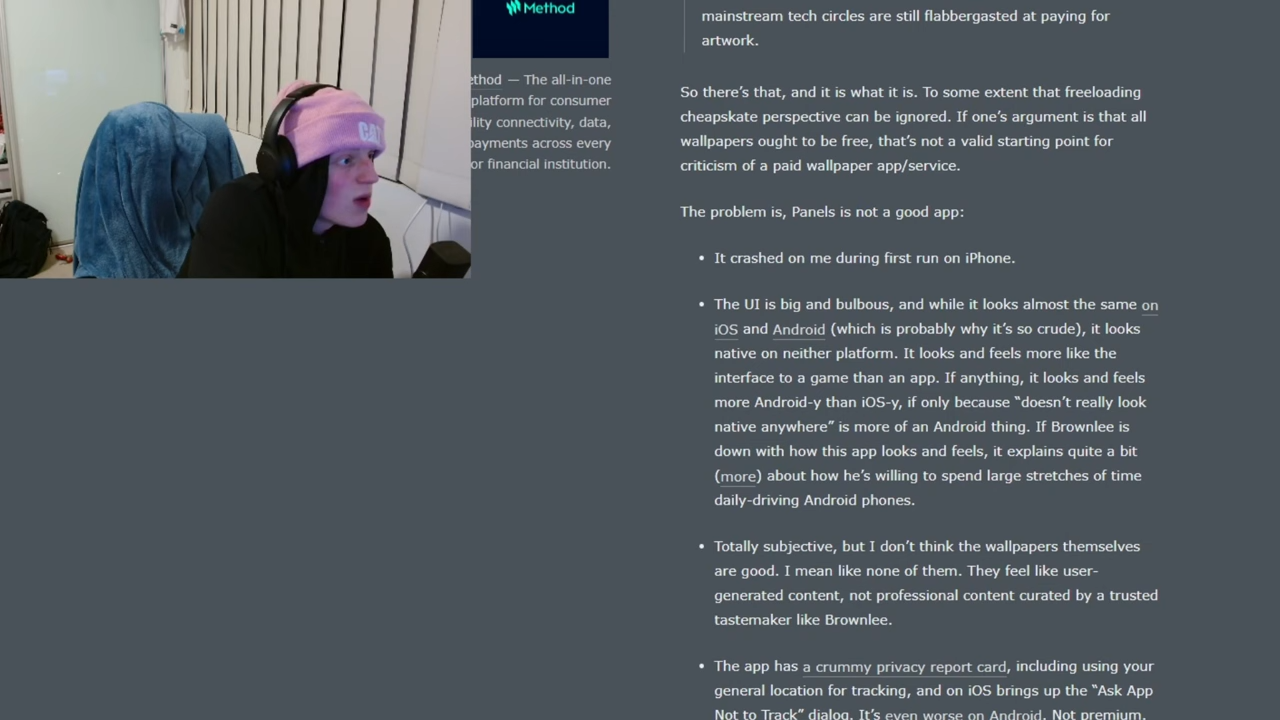 Method
ethod — The all-in-one
platform for consumer
ility connectivity, data,
payments across every
or financial institution.
CAT
mainstream tech circles are still flabbergasted at paying for
artwork.
So there’s that, and it is what it is. To some extent that freeloading
cheapskate perspective can be ignored. If one’s argument is that all
wallpapers ought to be free, that’s not a valid starting point for
criticism of a paid wallpaper app/service.
The problem is, Panels is not a good app:
• It crashed on me during first run on iPhone.
• The UI is big and bulbous, and while it looks almost the same on
iOS and Android (which is probably why it’s so crude), it looks
native on neither platform. It looks and feels more like the
interface to a game than an app. If anything, it looks and feels
more Android-y than iOS-y, if only because “doesn’t really look
native anywhere” is more of an Android thing. If Brownlee is
down with how this app looks and feels, it explains quite a bit
(more) about how he’s willing to spend large stretches of time
daily-driving Android phones.
• Totally subjective, but I don’t think the wallpapers themselves
are good. I mean like none of them. They feel like user-
generated content, not professional content curated by a trusted
tastemaker like Brownlee.
• The app has a crummy privacy report card, including using your
general location for tracking, and on iOS brings up the “Ask App
Not to Track” dialog. It’s even worse on Android. Not premium.